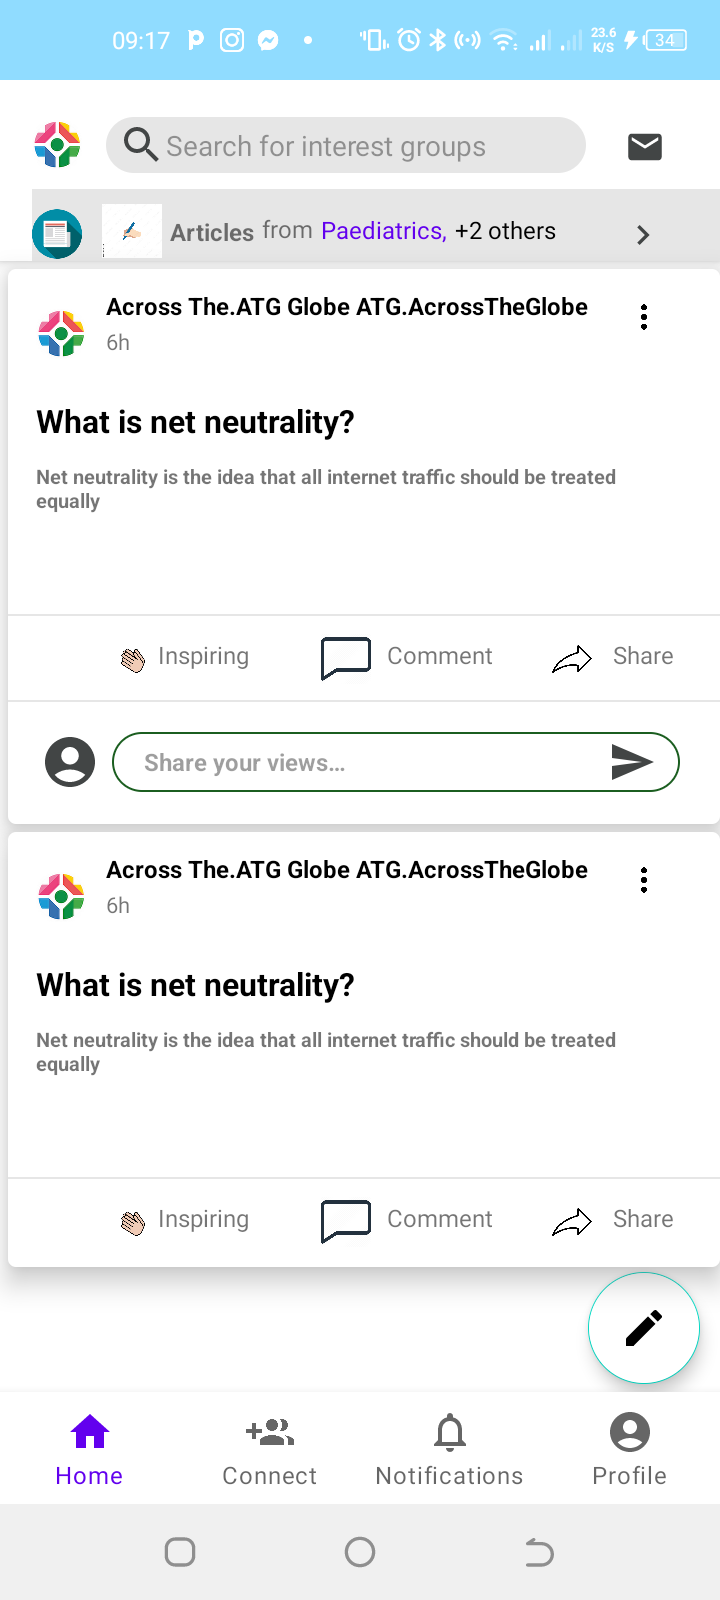 09:17 23.6 K/S 34
Search for interest groups
Articles from Paediatrics, +2 others
Across The.ATG Globe ATG.AcrossTheGlobe
6h
What is net neutrality?
Net neutrality is the idea that all internet traffic should be treated
equally
Inspiring Comment Share
Share your views...
Across The.ATG Globe ATG.AcrossTheGlobe
6h
What is net neutrality?
Net neutrality is the idea that all internet traffic should be treated
equally
Inspiring Comment Share
Home Connect Notifications Profile